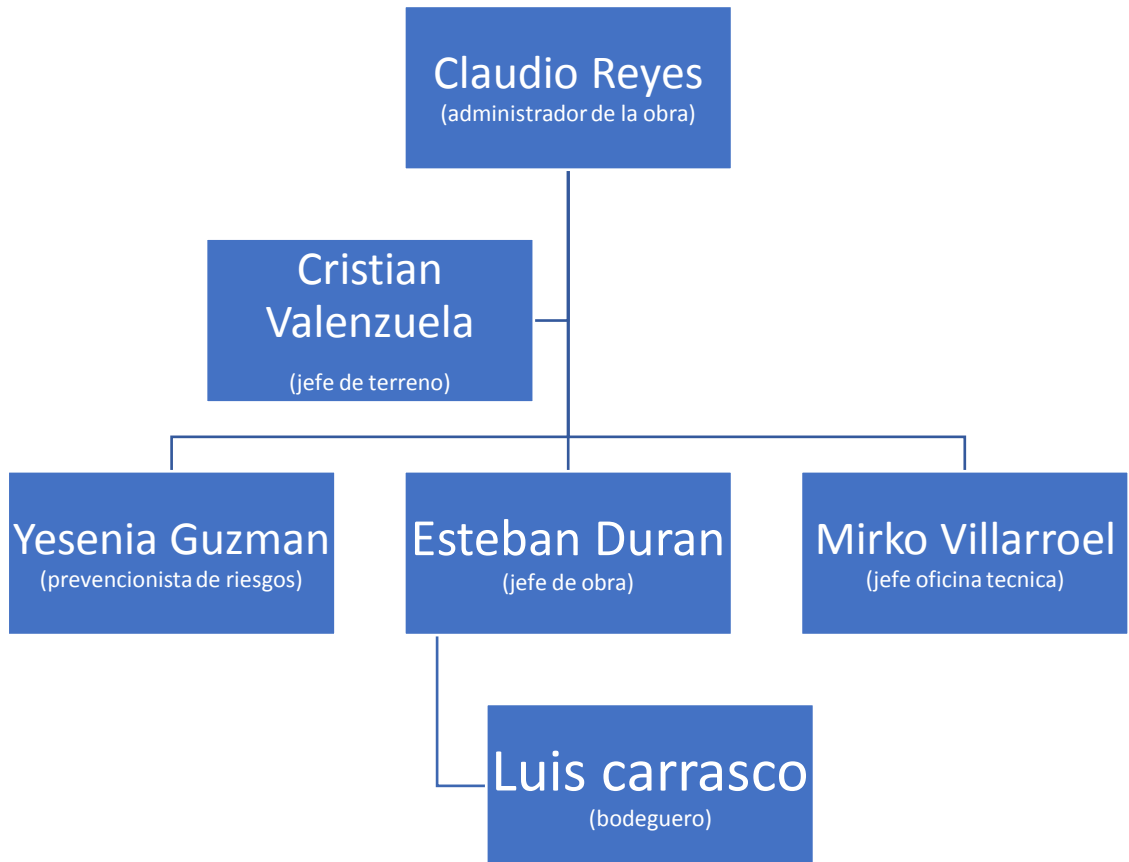 Claudio Reyes
(administrador de la obra)
Cristian
Valenzuela
(jefe de terreno)
Yesenia Guzman
(prevencionista de riesgos)
Esteban Duran
(jefe de obra)
Mirko Villarroel
(jefe oficina tecnica)
Luis carrasco
(bodeguero)